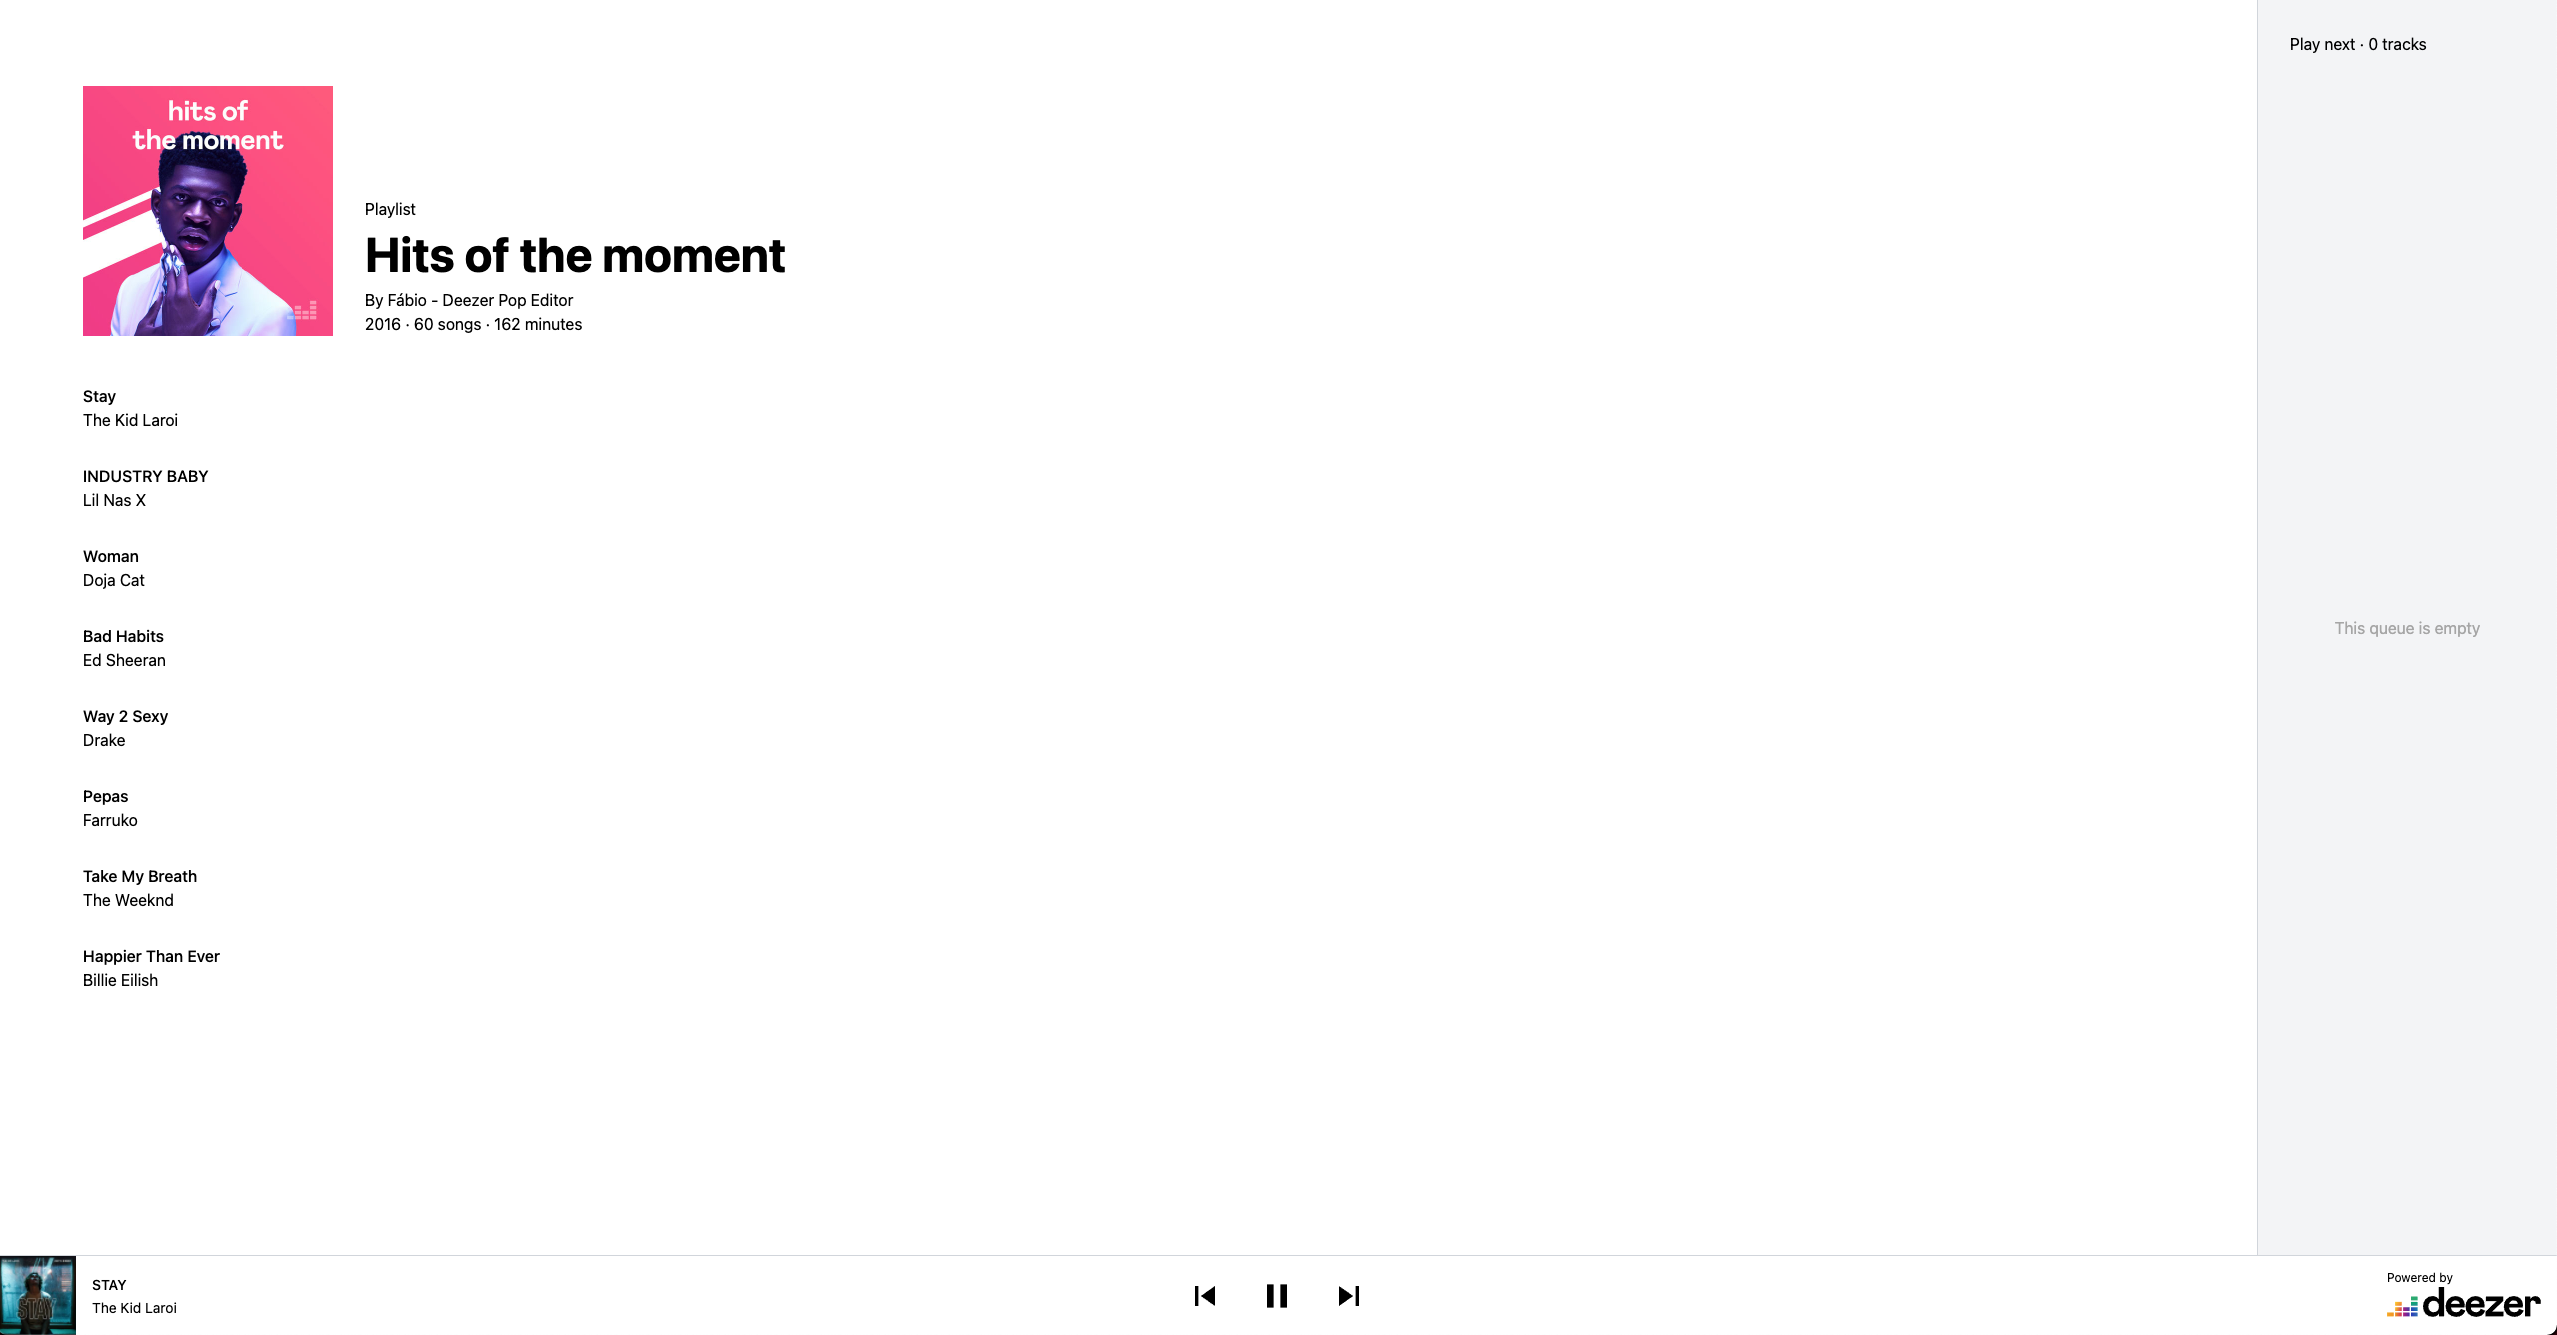 hits of
the moment
Playlist
Hits of the moment
By Fábio - Deezer Pop Editor
2016 · 60 songs · 162 minutes
Stay
The Kid Laroi
INDUSTRY BABY
Lil Nas X
Woman
Doja Cat
Bad Habits
Ed Sheeran
Way 2 Sexy
Drake
Pepas
Farruko
Take My Breath
The Weeknd
Happier Than Ever
Billie Eilish
Play next · 0 tracks
This queue is empty
STAY
STAY
The Kid Laroi
Powered by
deezer